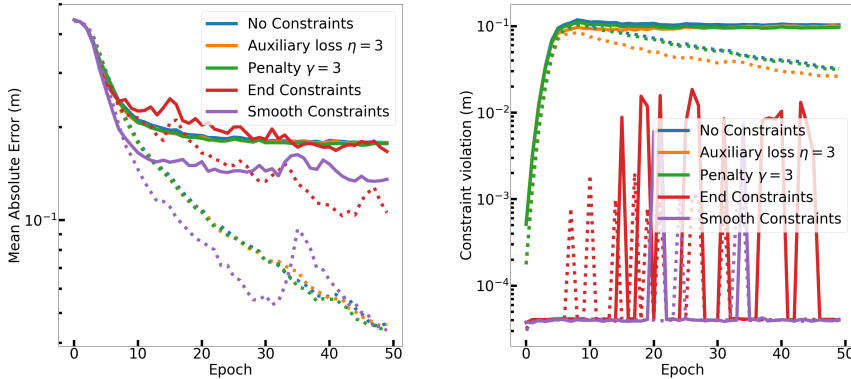 No Constraints
Auxiliary loss η = 3
Penalty γ = 3
End Constraints
Smooth Constraints
Mean Absolute Error (m)
10⁻¹
0 10 20 30 40 50
Epoch
No Constraints
Auxiliary loss η = 3
Penalty γ = 3
End Constraints
Smooth Constraints
Constraint violation (m)
10⁻¹
10⁻²
10⁻³
10⁻⁴
0 10 20 30 40 50
Epoch